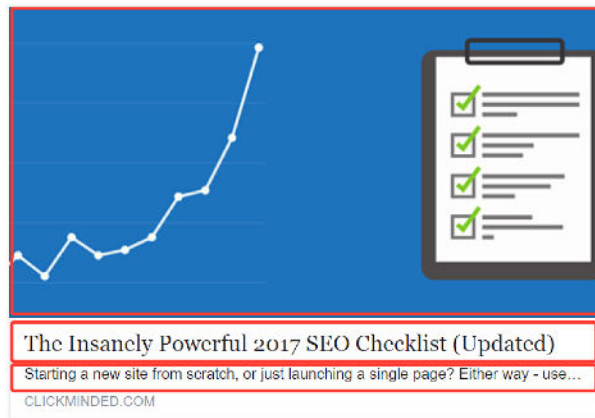 The Insanely Powerful 2017 SEO Checklist (Updated)
Starting a new site from scratch, or just launching a single page? Either way - use...
CLICKMINDED.COM